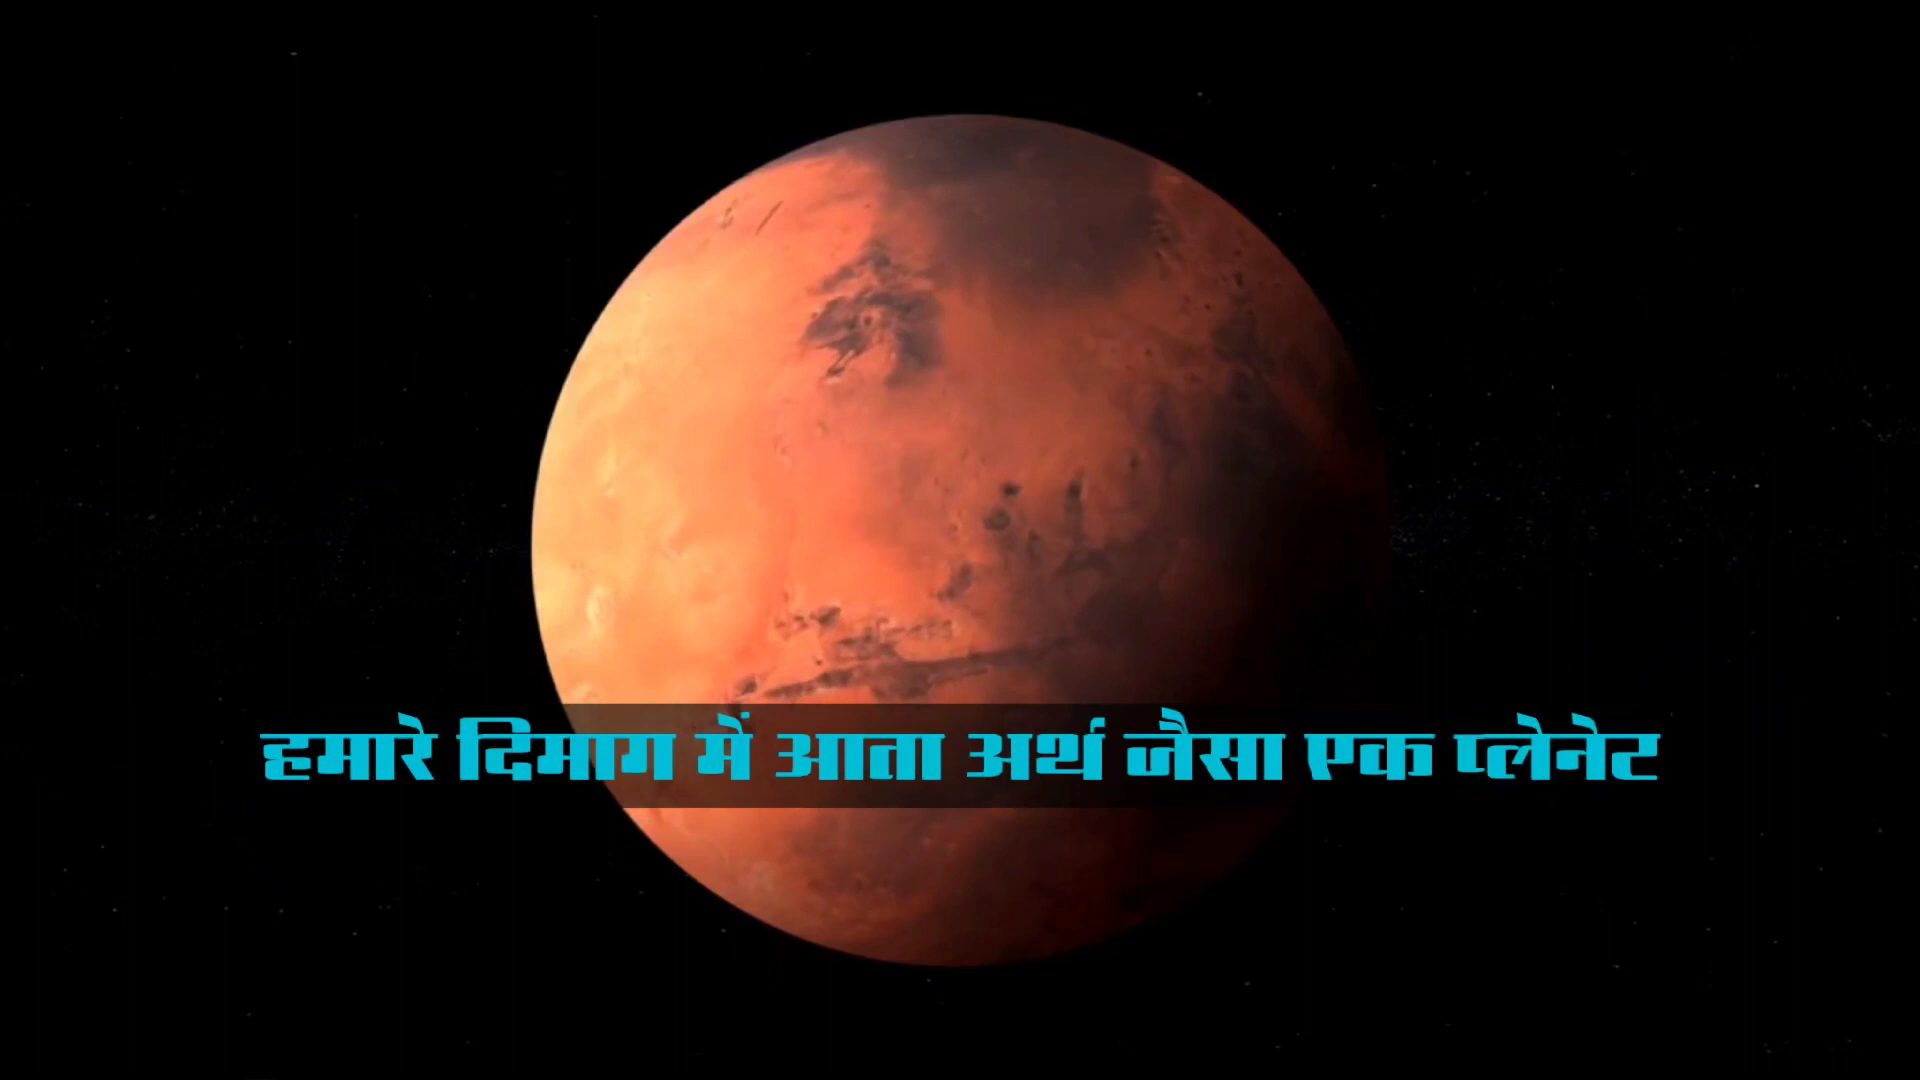 हमारे दिमाग में आता अर्थ जैसा एक प्लेनेट